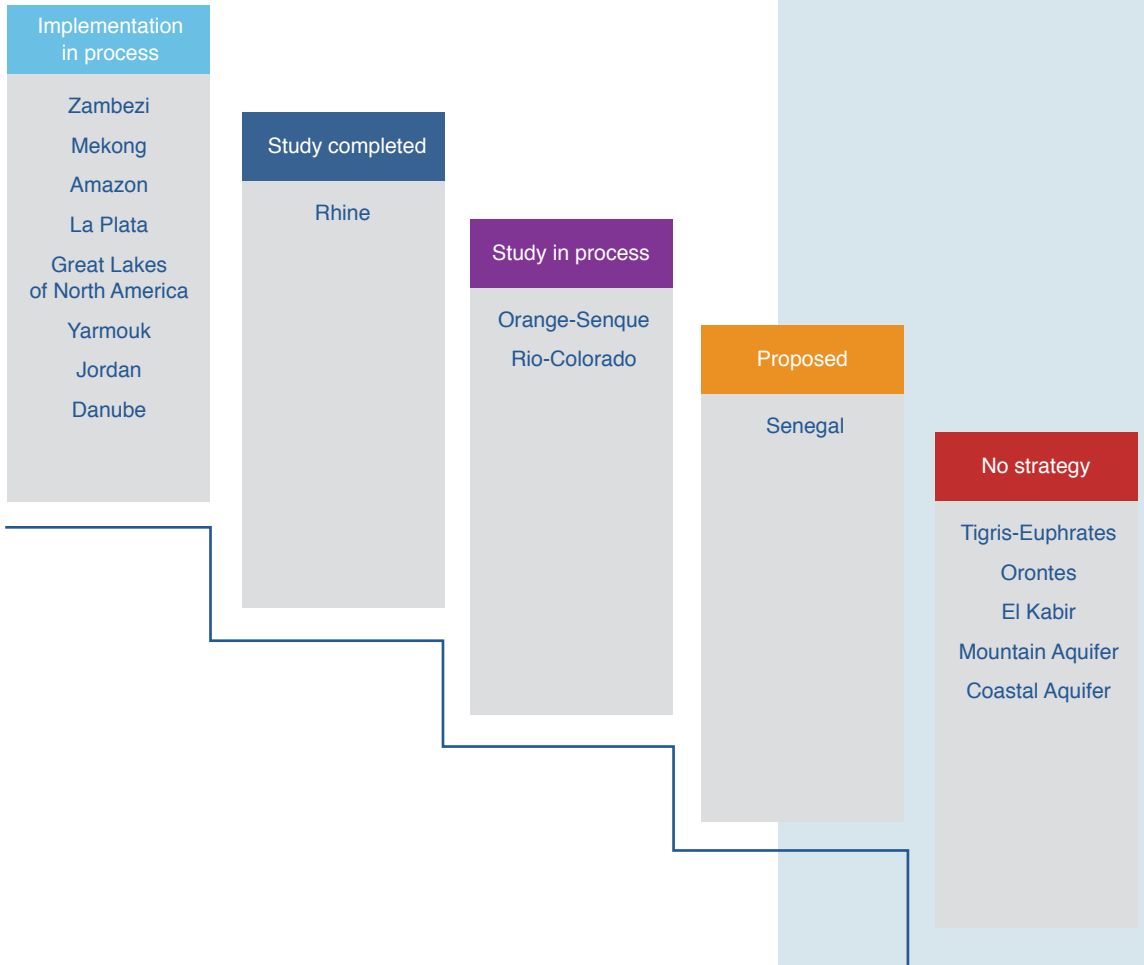 Implementation
in process
Zambezi
Mekong
Amazon
La Plata
Great Lakes
of North America
Yarmouk
Jordan
Danube
Study completed
Rhine
Study in process
Orange-Senque
Rio-Colorado
Proposed
Senegal
No strategy
Tigris-Euphrates
Orontes
El Kabir
Mountain Aquifer
Coastal Aquifer